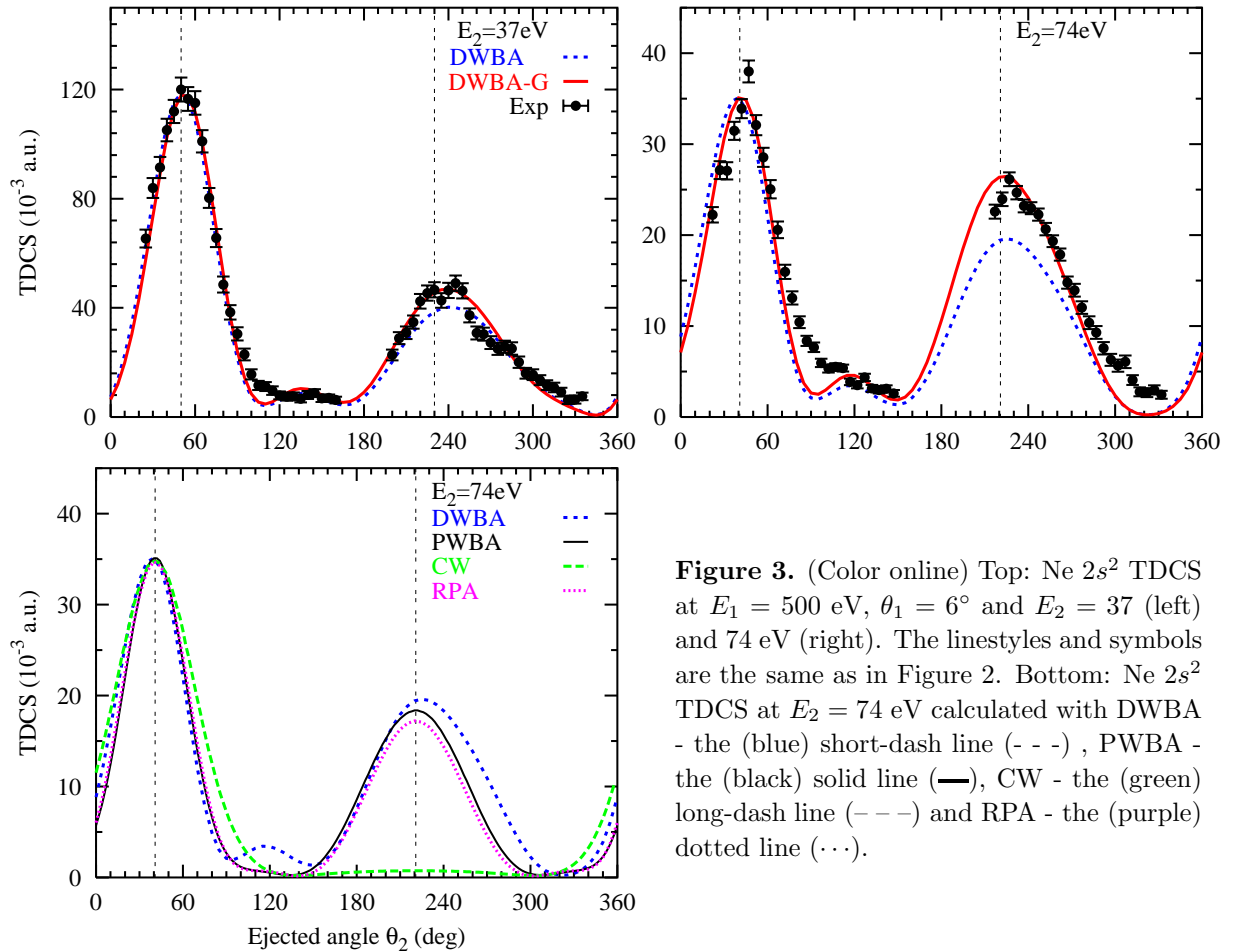 E2=37eV
DWBA
DWBA-G
Exp
TDCS (10⁻³ a.u.)
120
80
40
0
0 60 120 180 240 300 360
E2=74eV
40
30
20
10
0
0 60 120 180 240 300 360
E2=74eV
DWBA
PWBA
CW
RPA
TDCS (10⁻³ a.u.)
40
30
20
10
0
0 60 120 180 240 300 360
Ejected angle θ2 (deg)
Figure 3. (Color online) Top: Ne 2s² TDCS
at E1 = 500 eV, θ1 = 6° and E2 = 37 (left)
and 74 eV (right). The linestyles and symbols
are the same as in Figure 2. Bottom: Ne 2s²
TDCS at E2 = 74 eV calculated with DWBA
- the (blue) short-dash line (- - -) , PWBA -
the (black) solid line (—), CW - the (green)
long-dash line (– – –) and RPA - the (purple)
dotted line (· · ·).